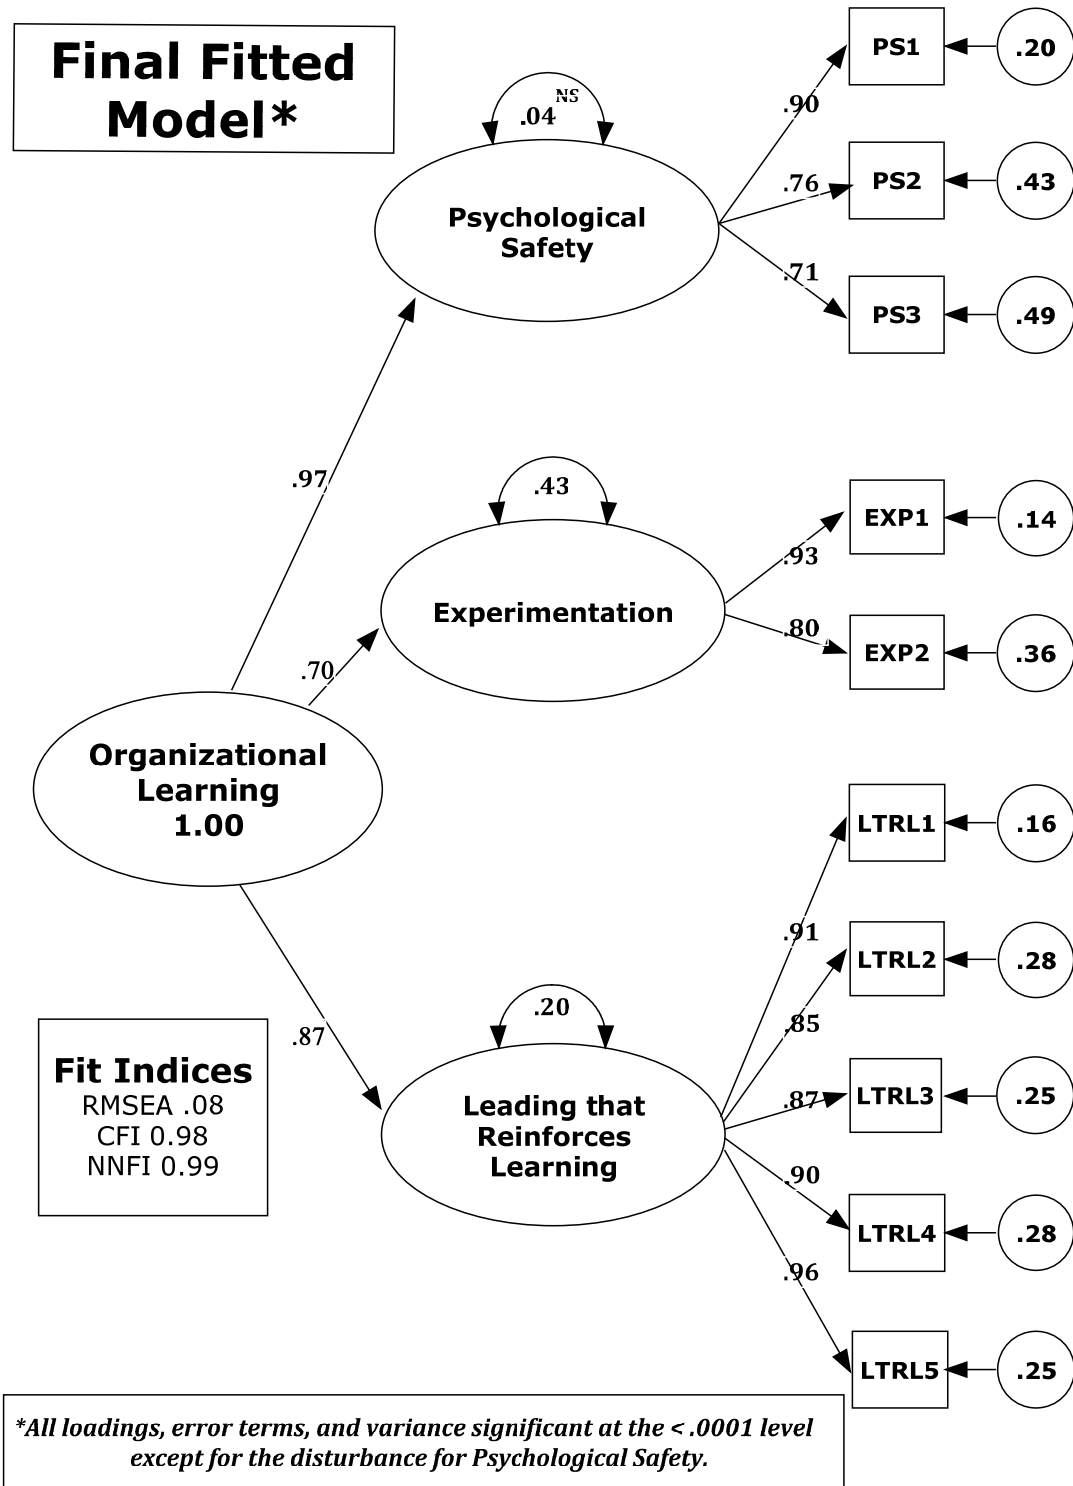 Final Fitted
Model*
PS1
.20
.90
NS
.04
.76
PS2
.43
Psychological
Safety
.71
PS3
.49
.97
.43
EXP1
.14
.93
Experimentation
.80
EXP2
.36
.70
Organizational
Learning
1.00
LTRL1
.16
.91
LTRL2
.28
.85
.20
.87
Fit Indices
RMSEA .08
CFI 0.98
NNFI 0.99
Leading that
Reinforces
Learning
.87
LTRL3
.25
.90
LTRL4
.28
.96
LTRL5
.25
*All loadings, error terms, and variance significant at the < .0001 level
except for the disturbance for Psychological Safety.